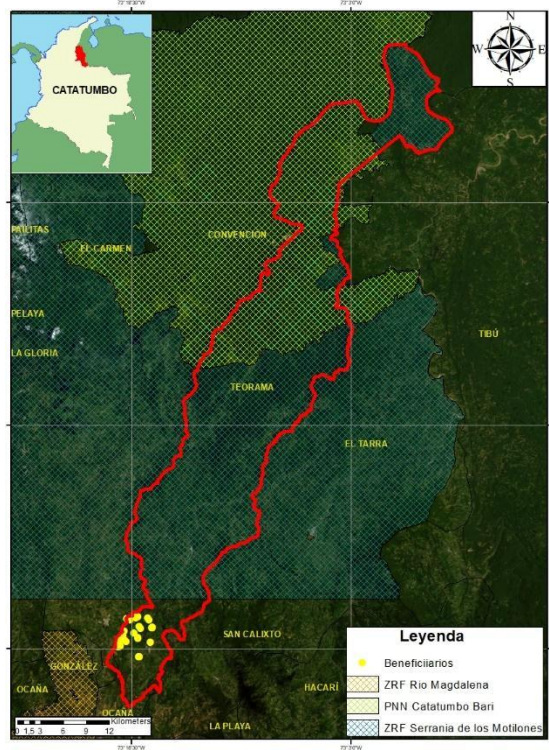 CATATUMBO
N
W
E
S
PAILITAS
EL CARMEN
CONVENCIÓN
PELAYA
LA GLORIA
TIBÚ
TEORAMA
EL TARRA
SAN CALIXTO
GONZÁLEZ
OCAÑA
OCAÑA
HACARÍ
LA PLAYA
Kilometers
0 1.5 3 6 9 12
Leyenda
Beneficiarios
ZRF Rio Magdalena
PNN Catatumbo Bari
ZRF Serrania de los Motilones